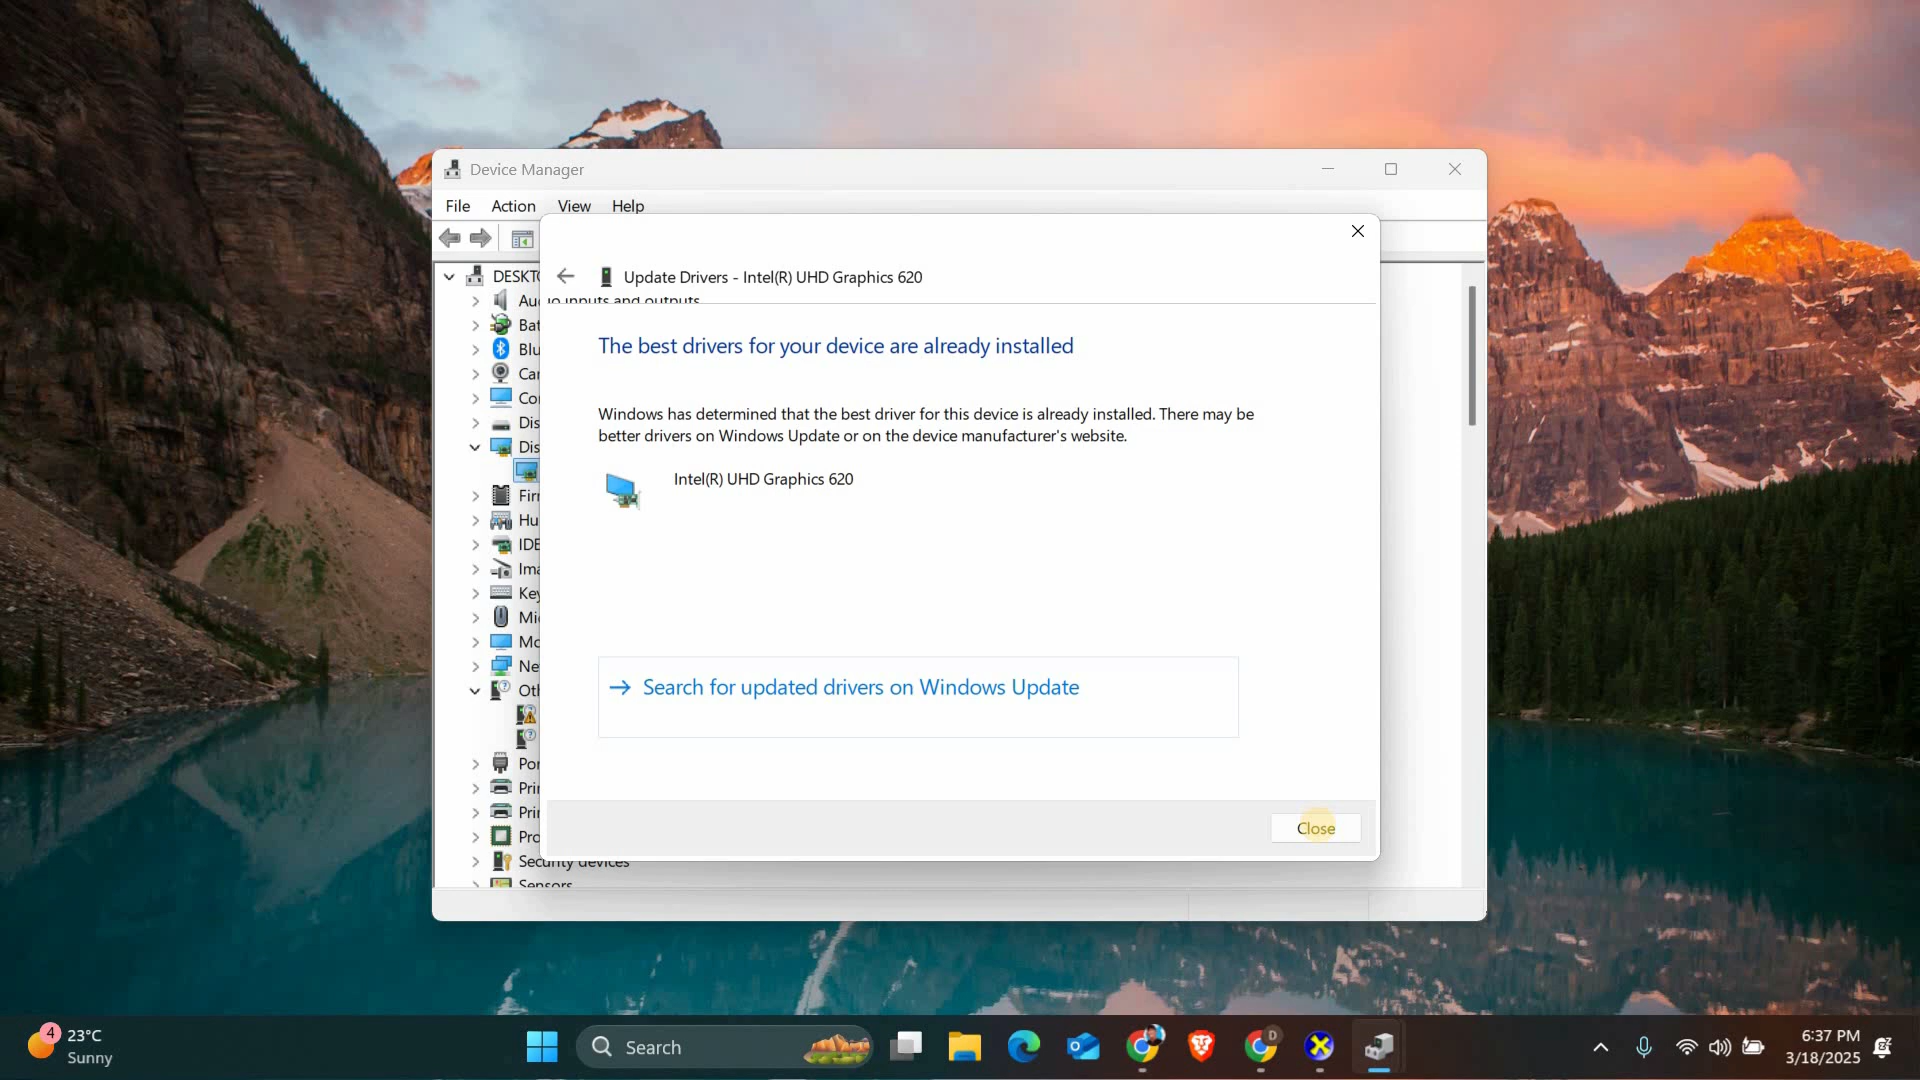 Device Manager
File Action View Help
Update Drivers - Intel(R) UHD Graphics 620
The best drivers for your device are already installed
Windows has determined that the best driver for this device is already installed. There may be
better drivers on Windows Update or on the device manufacturer's website.
Intel(R) UHD Graphics 620
Search for updated drivers on Windows Update
Close
Security devices
Sensors
4
23°C
Sunny
Search
D
6:37 PM
3/18/2025